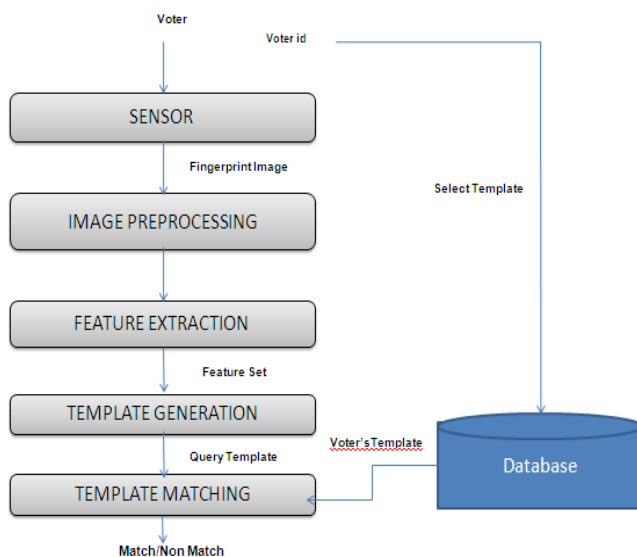 Voter
Voter id
SENSOR
Fingerprint Image
Select Template
IMAGE PREPROCESSING
FEATURE EXTRACTION
Feature Set
TEMPLATE GENERATION
Voter's Template
Query Template
Database
TEMPLATE MATCHING
Match/Non Match